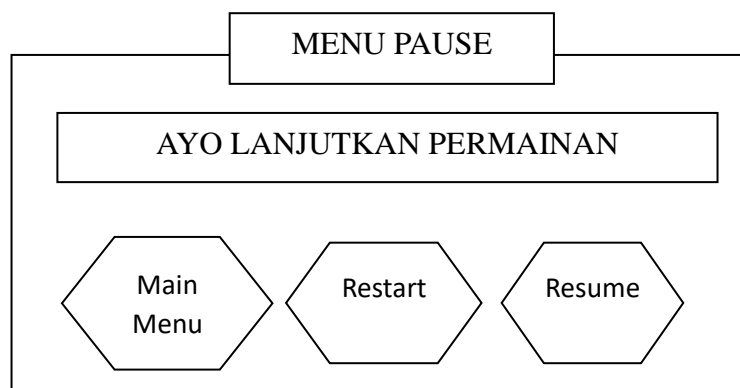 MENU PAUSE
AYO LANJUTKAN PERMAINAN
Main
Menu
Restart
Resume